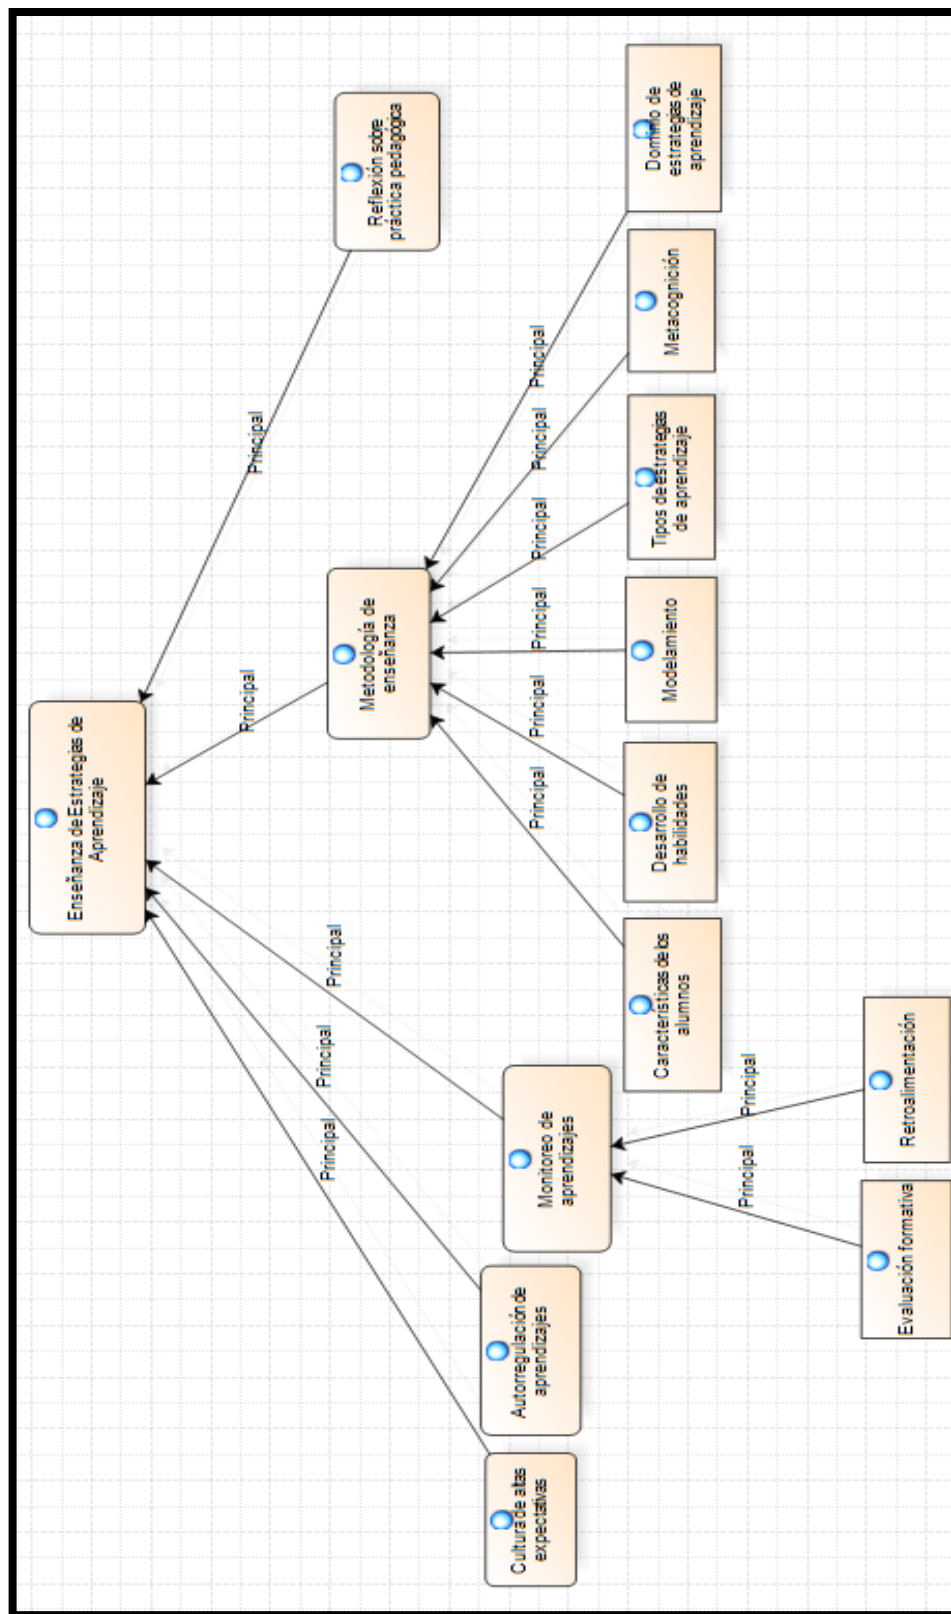 Enseñanza de Estrategias de
Aprendizaje
Principal
Principal
Principal
Principal
Principal
Cultura de altas
expectativas
Autorregulación de
aprendizajes
Monitoreo de
aprendizajes
Metodología de
enseñanza
Reflexión sobre
práctica pedagógica
Principal
Principal
Principal
Principal
Principal
Principal
Principal
Principal
Características de los
alumnos
Desarrollo de
habilidades
Modelamiento
Tipos de estrategias
de aprendizaje
Metacognición
Dominio de
estrategias de
aprendizaje
Evaluación formativa
Retroalimentación